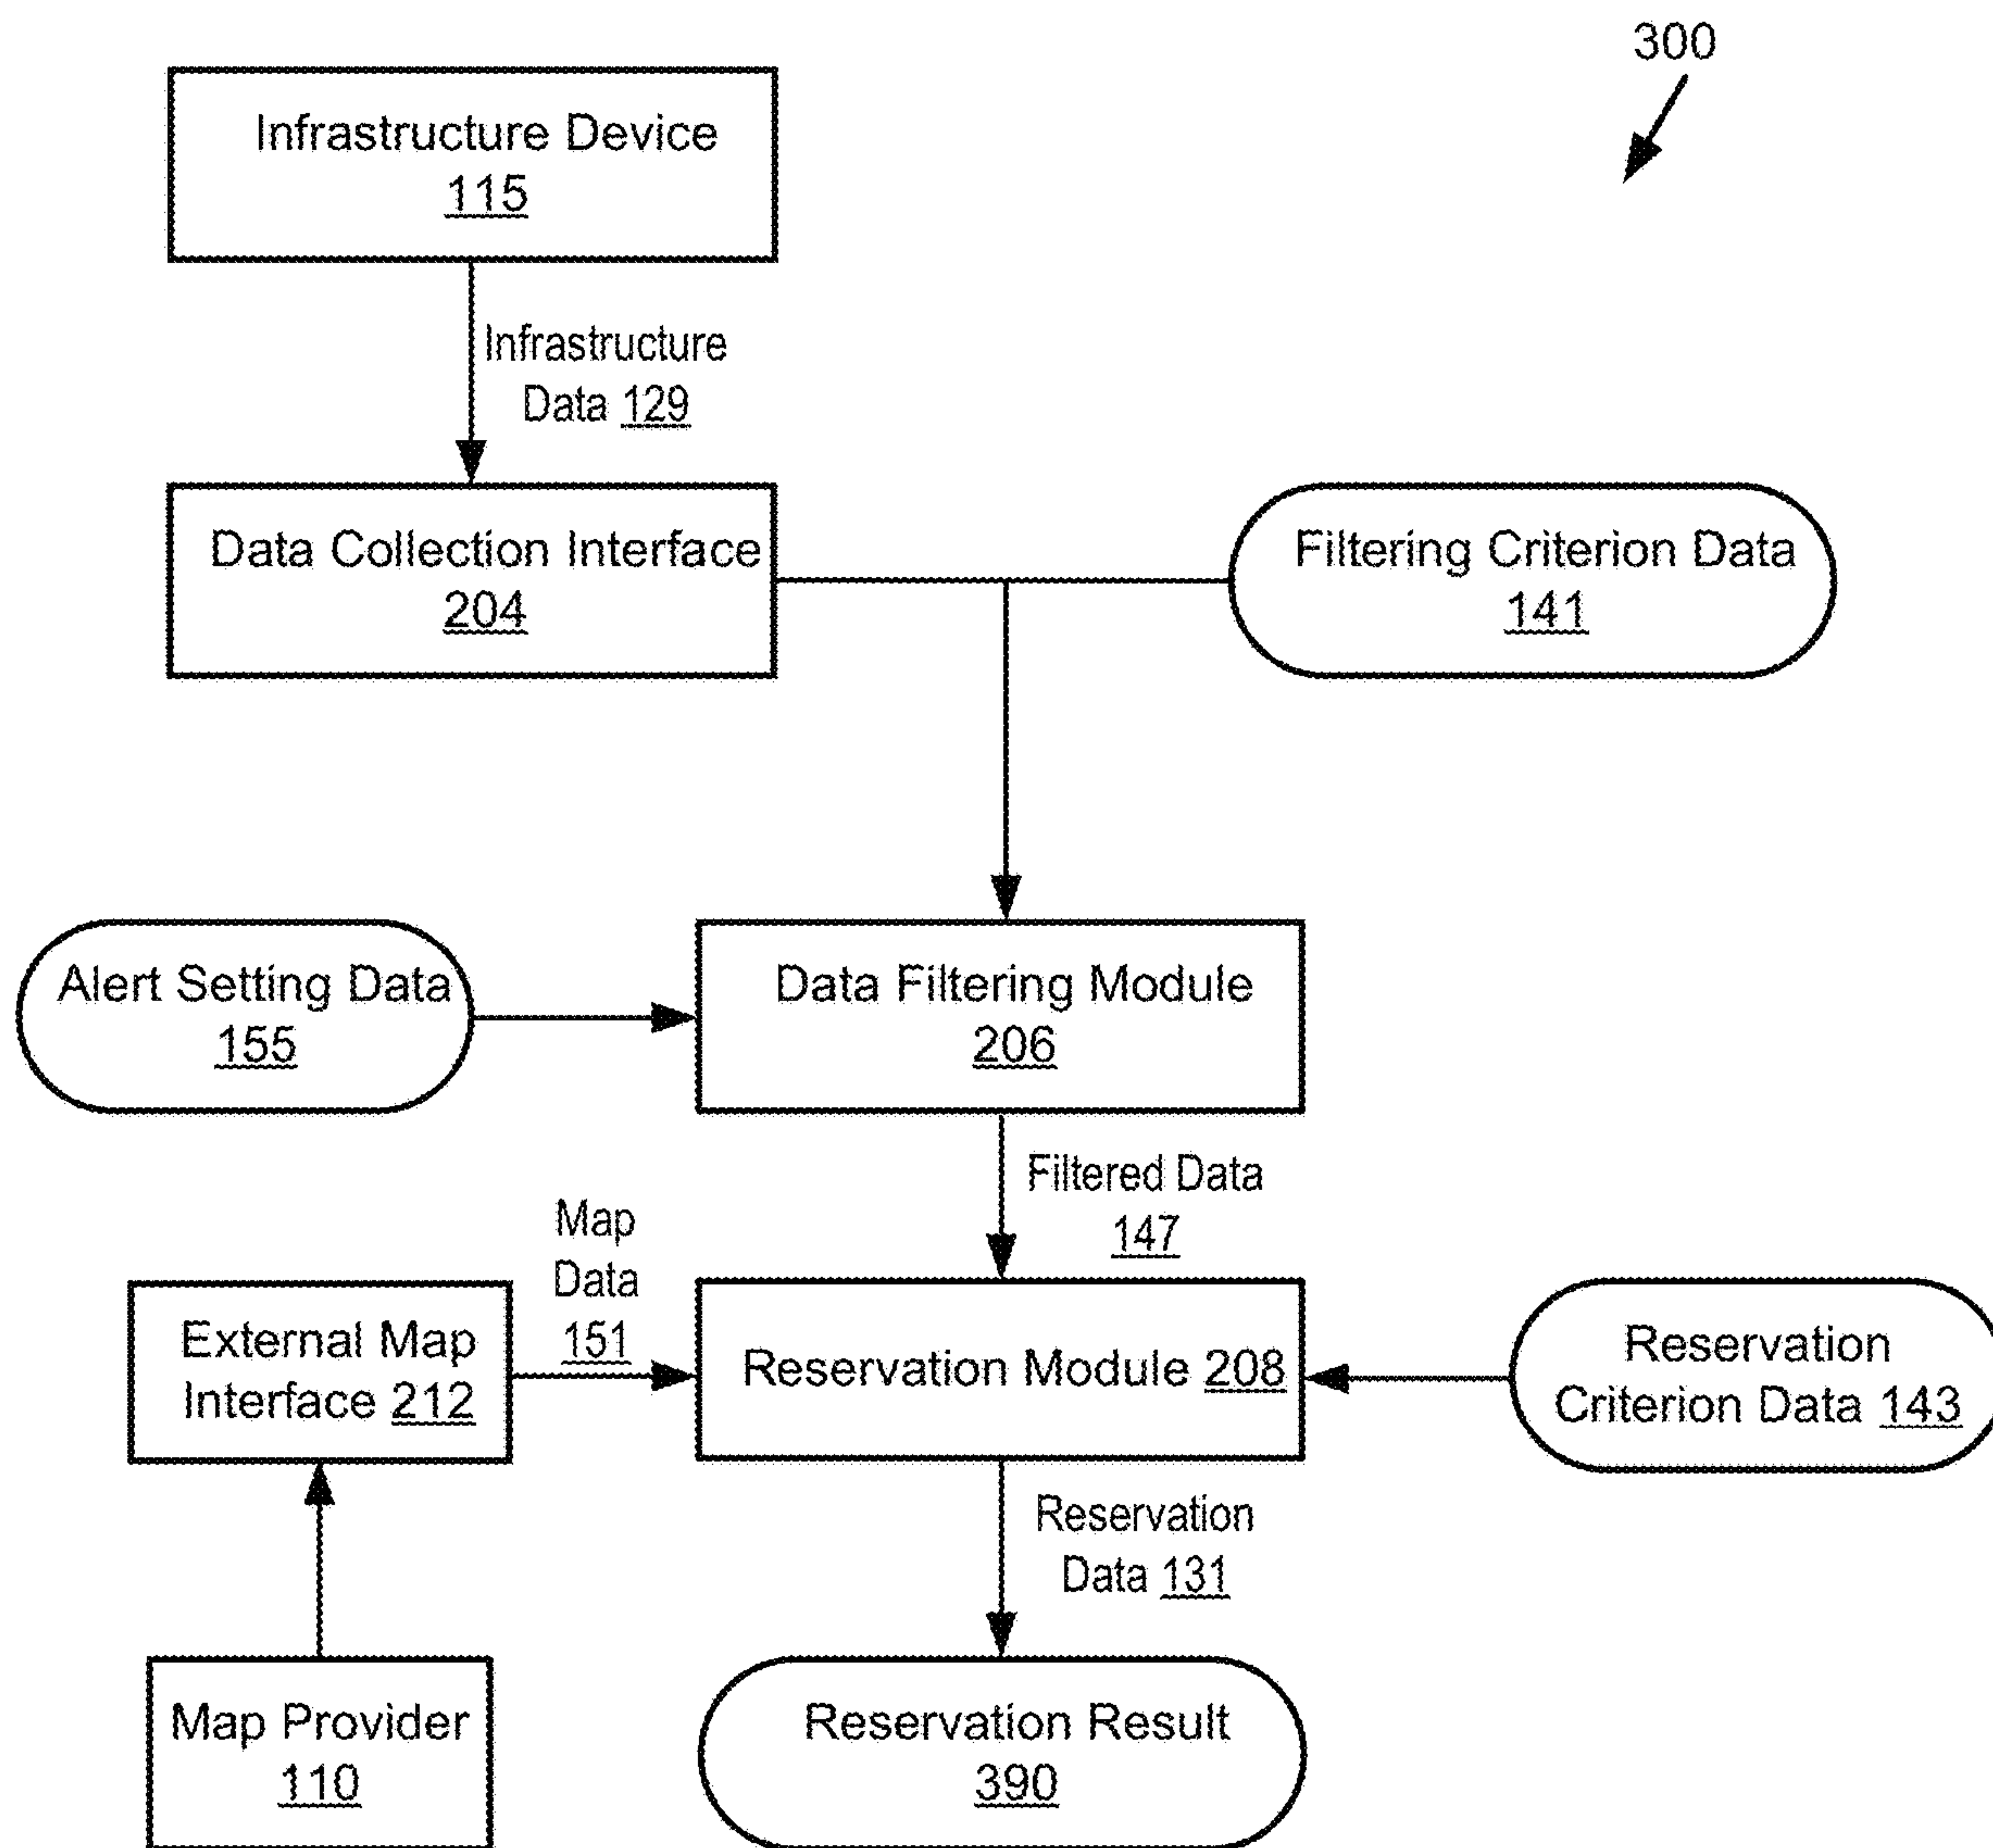 300
Infrastructure Device
115
Infrastructure
Data 129
Data Collection Interface
204
Filtering Criterion Data
141
Alert Setting Data
155
Data Filtering Module
206
Filtered Data
147
Map
Data
151
External Map
Interface 212
Reservation Module 208
Reservation
Criterion Data 143
Reservation
Data 131
Map Provider
110
Reservation Result
390